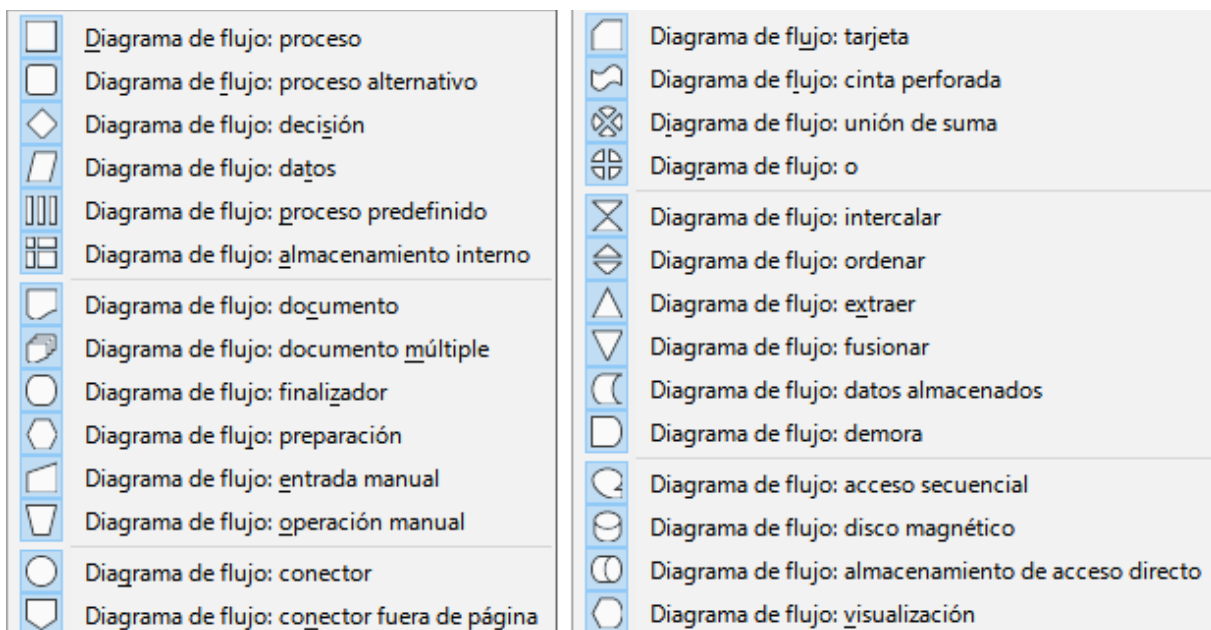 Diagrama de flujo: proceso
Diagrama de flujo: proceso alternativo
Diagrama de flujo: decisión
Diagrama de flujo: datos
Diagrama de flujo: proceso predefinido
Diagrama de flujo: almacenamiento interno
Diagrama de flujo: documento
Diagrama de flujo: documento múltiple
Diagrama de flujo: finalizador
Diagrama de flujo: preparación
Diagrama de flujo: entrada manual
Diagrama de flujo: operación manual
Diagrama de flujo: conector
Diagrama de flujo: conector fuera de página
Diagrama de flujo: tarjeta
Diagrama de flujo: cinta perforada
Diagrama de flujo: unión de suma
Diagrama de flujo: o
Diagrama de flujo: intercalar
Diagrama de flujo: ordenar
Diagrama de flujo: extraer
Diagrama de flujo: fusionar
Diagrama de flujo: datos almacenados
Diagrama de flujo: demora
Diagrama de flujo: acceso secuencial
Diagrama de flujo: disco magnético
Diagrama de flujo: almacenamiento de acceso directo
Diagrama de flujo: visualización